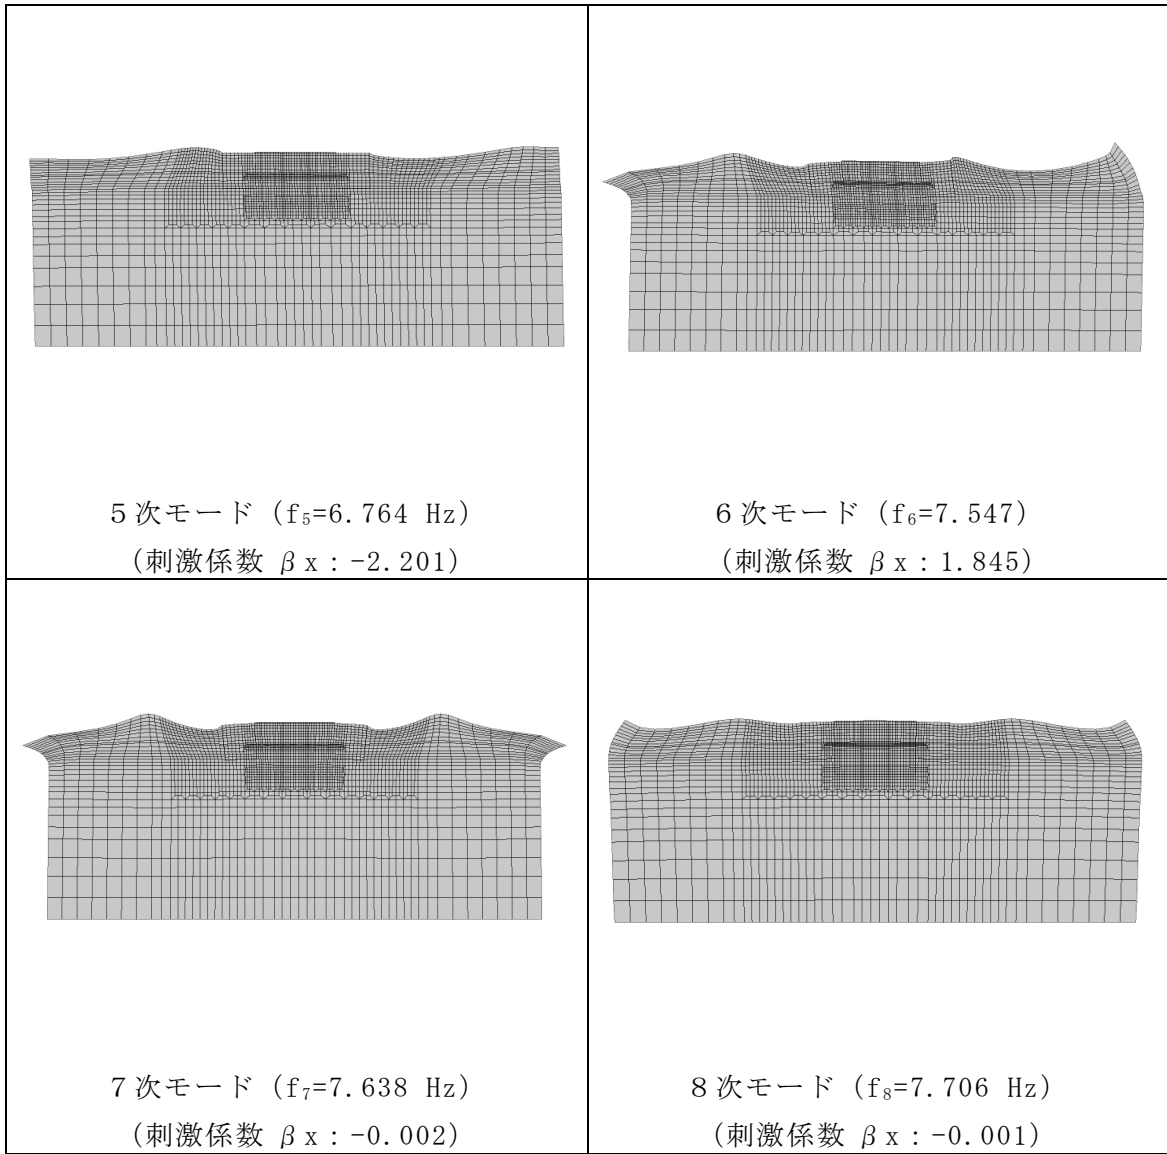 5次モード (f₅=6.764 Hz)
(刺激係数 βx：-2.201)
6次モード (f₆=7.547)
(刺激係数 βx：1.845)
7次モード (f₇=7.638 Hz)
(刺激係数 βx：-0.002)
8次モード (f₈=7.706 Hz)
(刺激係数 βx：-0.001)